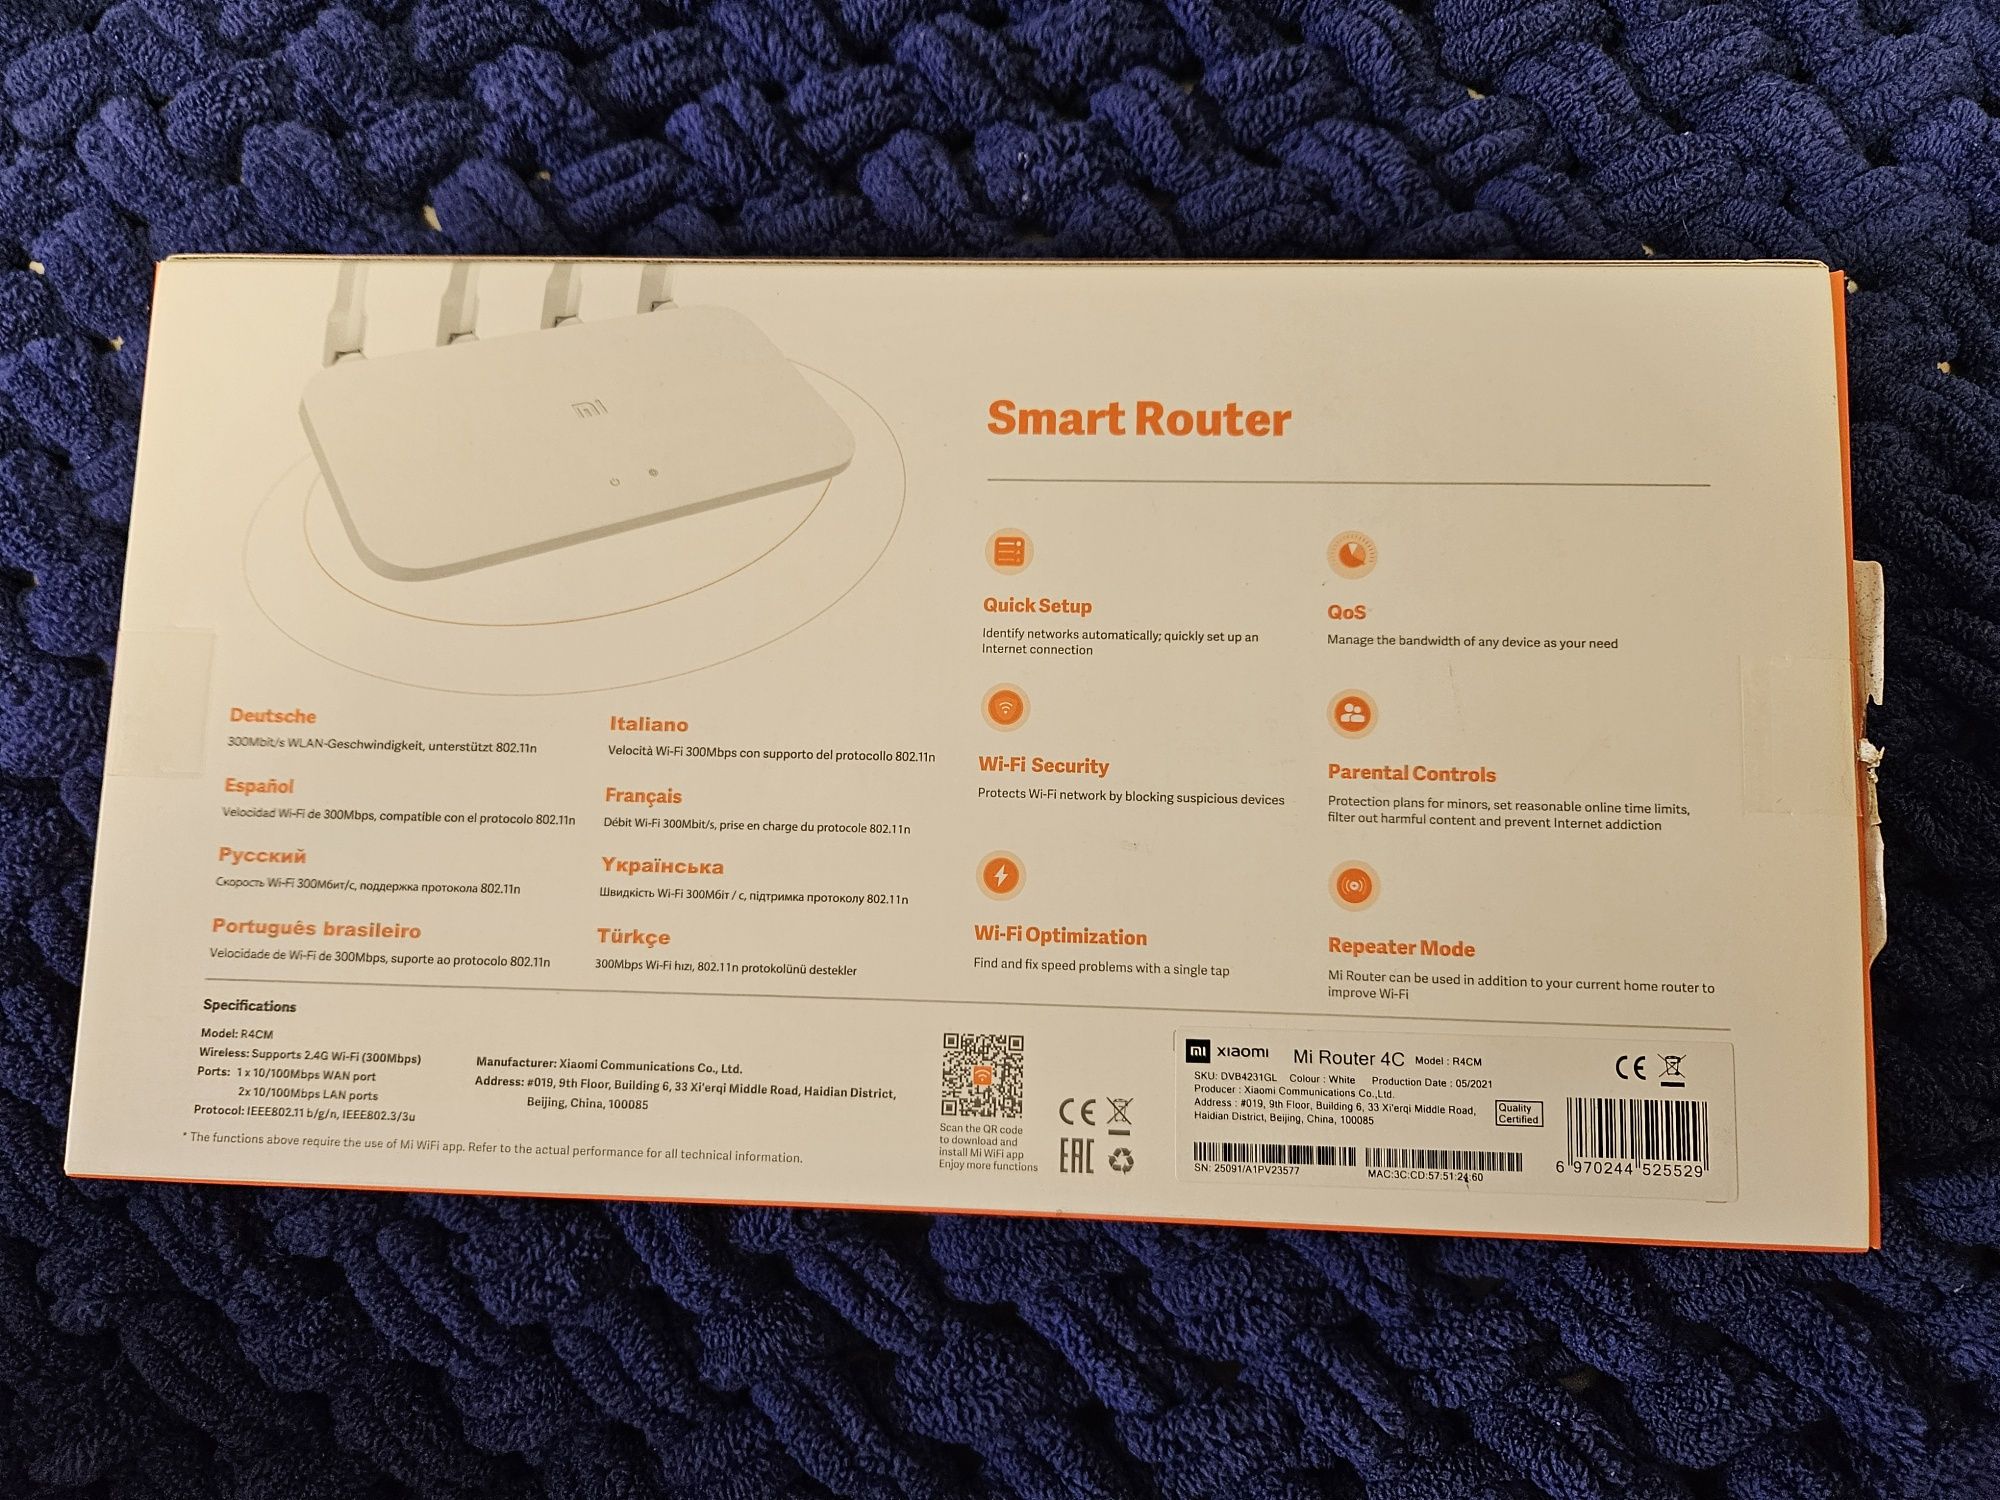 mi
Smart Router
Quick Setup
Identify networks automatically; quickly set up an
Internet connection
QoS
Manage the bandwidth of any device as your need
Wi-Fi Security
Protects Wi-Fi network by blocking suspicious devices
Parental Controls
Protection plans for minors, set reasonable online time limits,
filter out harmful content and prevent Internet addiction
Wi-Fi Optimization
Find and fix speed problems with a single tap
Repeater Mode
Mi Router can be used in addition to your current home router to
improve Wi-Fi
Deutsche
300Mbit/s WLAN-Geschwindigkeit, unterstützt 802.11n
Español
Velocidad Wi-Fi de 300Mbps, compatible con el protocolo 802.11n
Русский
Скорость Wi-Fi 300Мбит/с, поддержка протокола 802.11n
Português brasileiro
Velocidade de Wi-Fi de 300Mbps, suporte ao protocolo 802.11n
Italiano
Velocità Wi-Fi 300Mbps con supporto del protocollo 802.11n
Français
Débit Wi-Fi 300Mbit/s, prise en charge du protocole 802.11n
Українська
Швидкість Wi-Fi 300Мбіт / с, підтримка протоколу 802.11n
Türkçe
300Mbps Wi-Fi hızı, 802.11n protokolünü destekler
Specifications
Model: R4CM
Wireless: Supports 2.4G Wi-Fi (300Mbps)
Ports: 1 x 10/100Mbps WAN port
2x 10/100Mbps LAN ports
Protocol: IEEE802.11 b/g/n, IEEE802.3/3u
* The functions above require the use of Mi WiFi app. Refer to the actual performance for all technical information.
Manufacturer: Xiaomi Communications Co., Ltd.
Address: #019, 9th Floor, Building 6, 33 Xi'erqi Middle Road, Haidian District,
Beijing, China, 100085
Scan the QR code
to download and
install Mi WiFi app
Enjoy more functions
CE
EAC
mi xiaomi Mi Router 4C Model : R4CM
SKU: DVB4231GL Colour : White Production Date : 05/2021
Producer : Xiaomi Communications Co.,Ltd.
Address : #019, 9th Floor, Building 6, 33 Xi'erqi Middle Road,
Haidian District, Beijing, China, 100085
Quality
Certified
CE
SN: 25091/A1PV23577
MAC:3C:CD:57:51:24:60
6 970244 525529